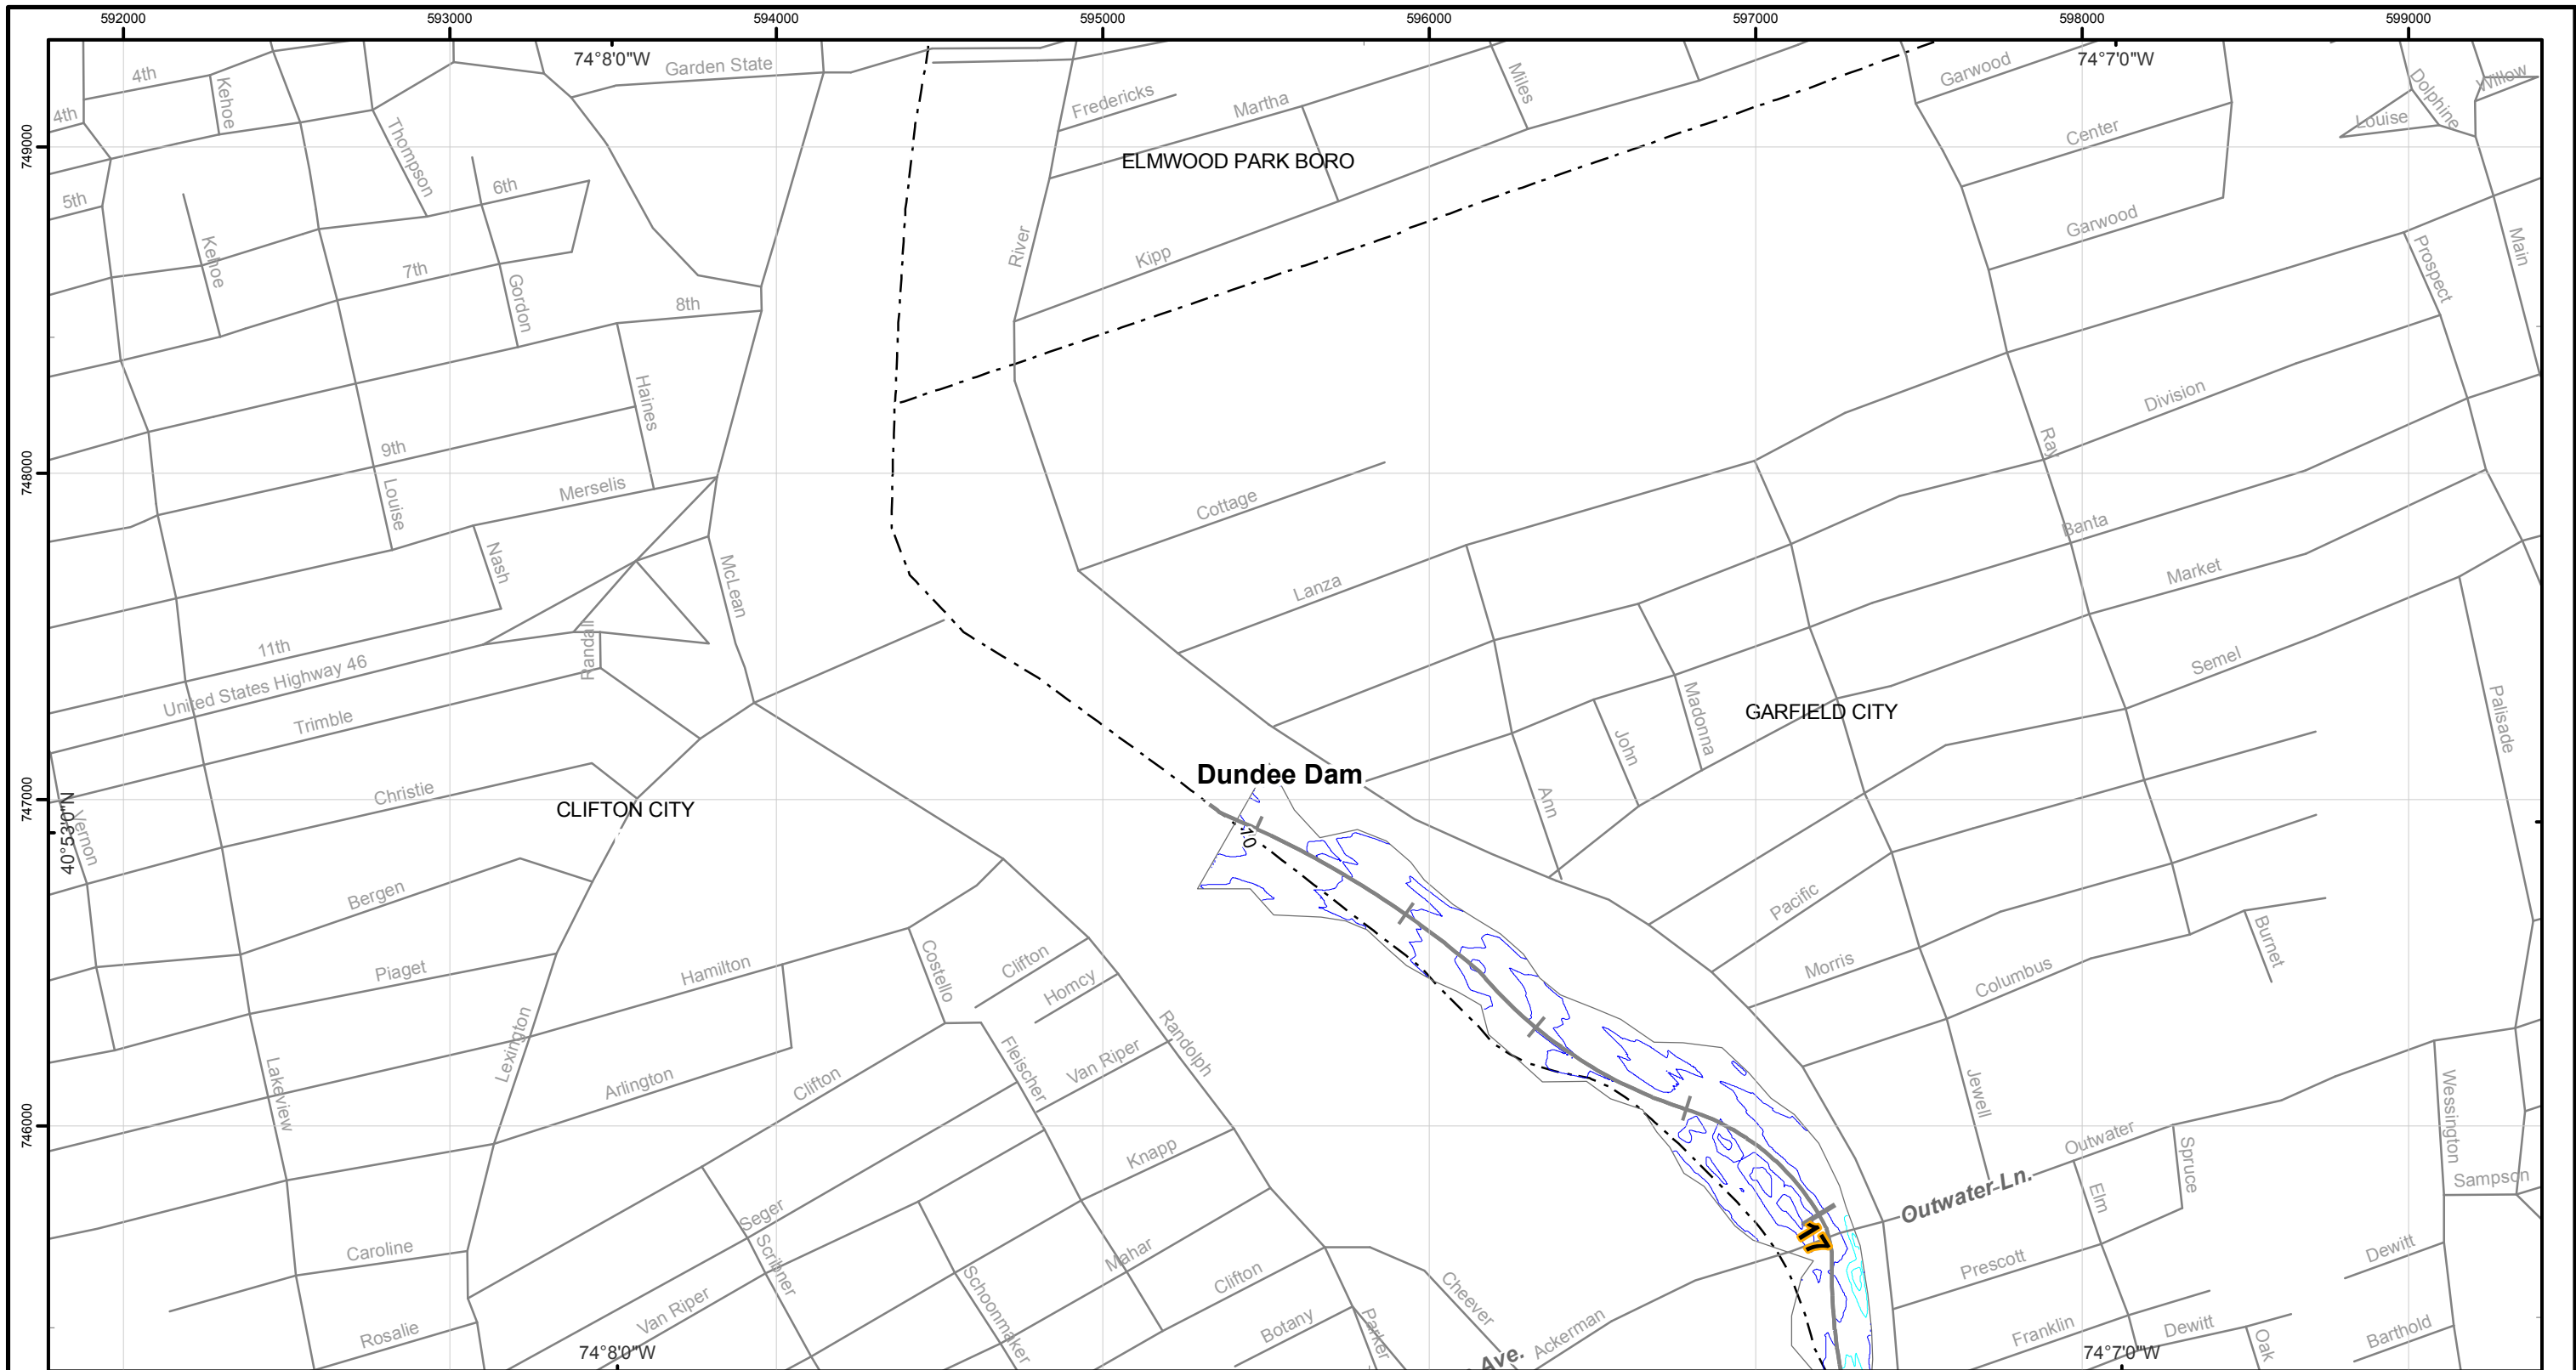 592000
593000
594000
595000
596000
597000
598000
599000
74°8'0"W
74°7'0"W
Garden State
4th
Kehoe
4th
Thompson
Fredericks
Martha
Miles
Garwood
Dolphine
Willow
Louise
Center
749000
ELMWOOD PARK BORO
6th
5th
Kehoe
River
Kipp
Garwood
Main
Prospect
7th
Gordon
8th
Haines
Division
Ray
9th
748000
Louise
Merselis
Cottage
Banta
Nash
McLean
Lanza
Market
11th
Randall
United States Highway 46
Semel
Trimble
Madonna
GARFIELD CITY
John
Palisade
Dundee Dam
Christie
CLIFTON CITY
747000
40°53'0"N
Vernon
Ann
10
Bergen
Pacific
Piaget
Hamilton
Costello
Clifton
Homcy
Morris
Columbus
Burnet
Lexington
Randolph
Fleischer
Van Riper
Lakeview
Arlington
Clifton
Jewell
Wessington
746000
Knapp
Outwater
Spruce
Sampson
Outwater Ln.
Elm
17
Seger
Scribner
Caroline
Mahar
Schoonmaker
Clifton
Cheever
Prescott
Dewitt
Van Riper
Rosalie
Botany
Parker
Ackerman
Ave.
Franklin
Dewitt
Oak
Barthold
74°8'0"W
74°7'0"W